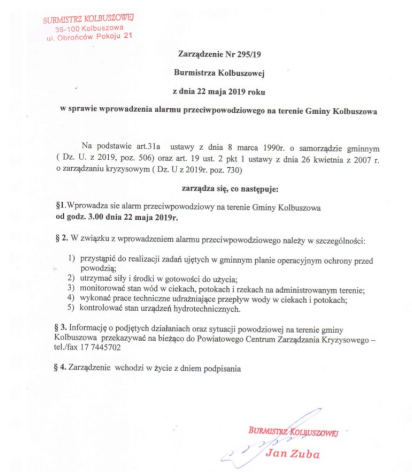 BURMISTRZ KOLBUSZOWEJ
36-100 Kolbuszowa
ul. Obrońców Pokoju 21
Zarządzenie Nr 295/19
Burmistrza Kolbuszowej
z dnia 22 maja 2019 roku
w sprawie wprowadzenia alarmu przeciwpowodziowego na terenie Gminy Kolbuszowa
Na podstawie art.31a ustawy z dnia 8 marca 1990r. o samorządzie gminnym
( Dz. U. z 2019, poz. 506) oraz art. 19 ust. 2 pkt 1 ustawy z dnia 26 kwietnia z 2007 r.
o zarządzaniu kryzysowym ( Dz. U z 2019r. poz. 730)
zarządza się, co następuje:
§1.Wprowadza sie alarm przeciwpowodziowy na terenie Gminy Kolbuszowa
od godz. 3.00 dnia 22 maja 2019r.
§ 2. W związku z wprowadzeniem alarmu przeciwpowodziowego należy w szczególności:
1) przystąpić do realizacji zadań ujętych w gminnym planie operacyjnym ochrony przed
powodzią;
2) utrzymać siły i środki w gotowości do użycia;
3) monitorować stan wód w ciekach, potokach i rzekach na administrowanym terenie;
4) wykonać prace techniczne udrażniające przepływ wody w ciekach i potokach;
5) kontrolować stan urządzeń hydrotechnicznych.
§ 3. Informację o podjętych działaniach oraz sytuacji powodziowej na terenie gminy
Kolbuszowa przekazywać na bieżąco do Powiatowego Centrum Zarządzania Kryzysowego –
tel./fax 17 7445702
§ 4. Zarządzenie wchodzi w życie z dniem podpisania
BURMISTRZ KOLBUSZOWEJ
Jan Zuba